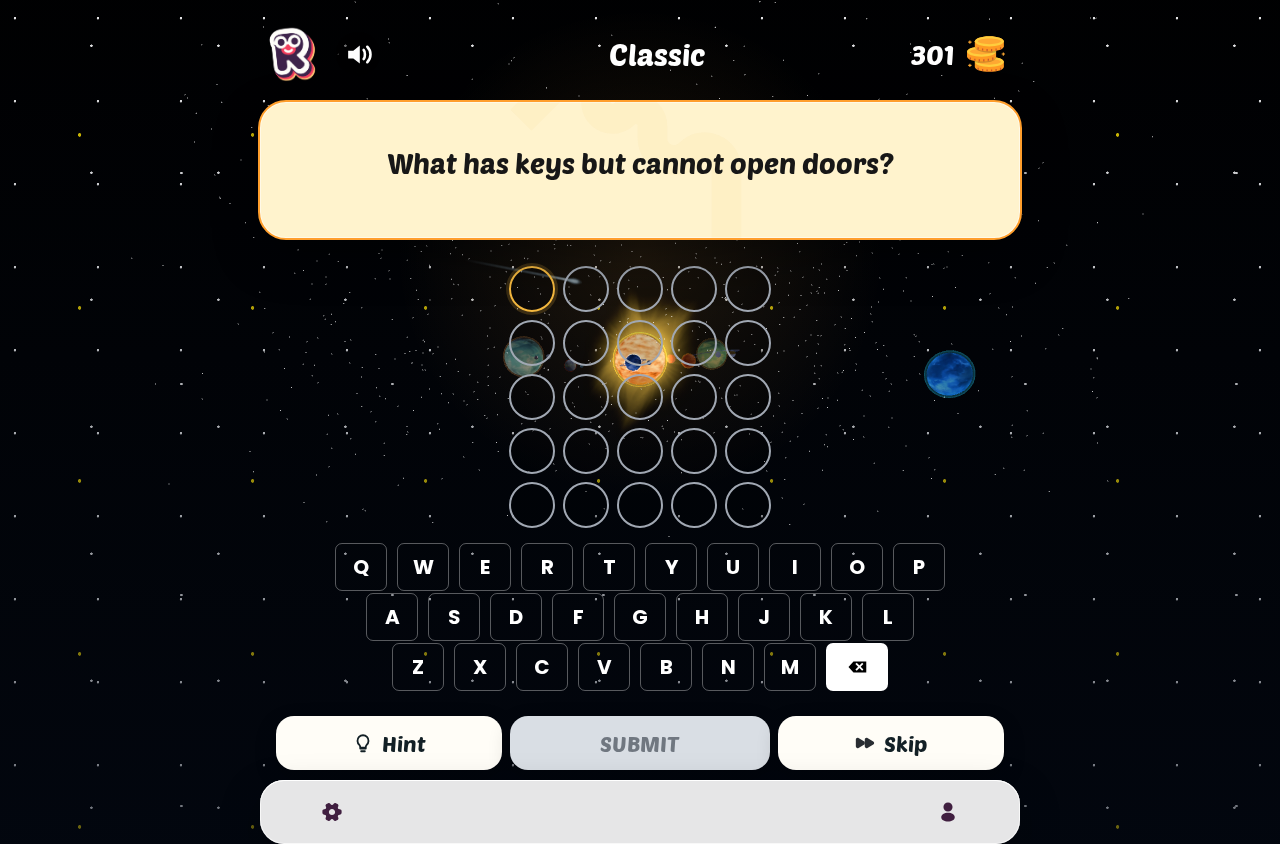 R
Classic
301
What has keys but cannot open doors?
Q W E R T Y U I O P
A S D F G H J K L
Z X C V B N M
Hint
SUBMIT
Skip